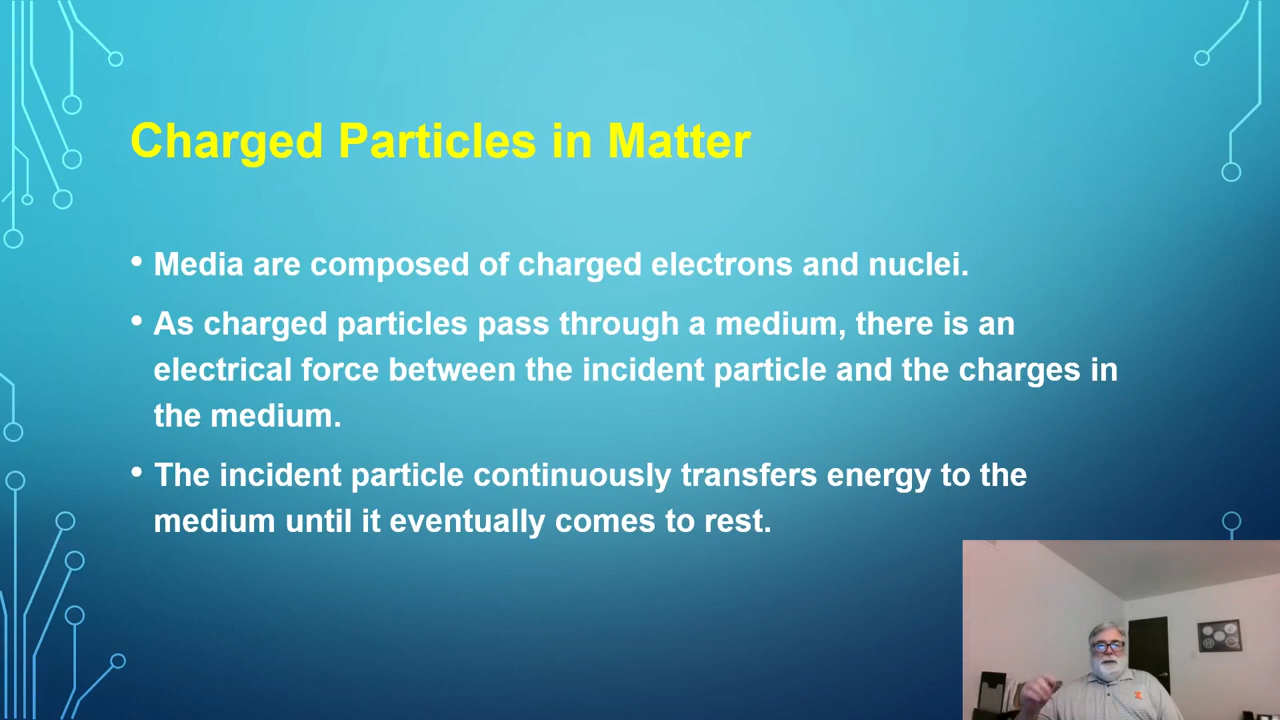 Charged Particles in Matter
• Media are composed of charged electrons and nuclei.
• As charged particles pass through a medium, there is an
electrical force between the incident particle and the charges in
the medium.
• The incident particle continuously transfers energy to the
medium until it eventually comes to rest.